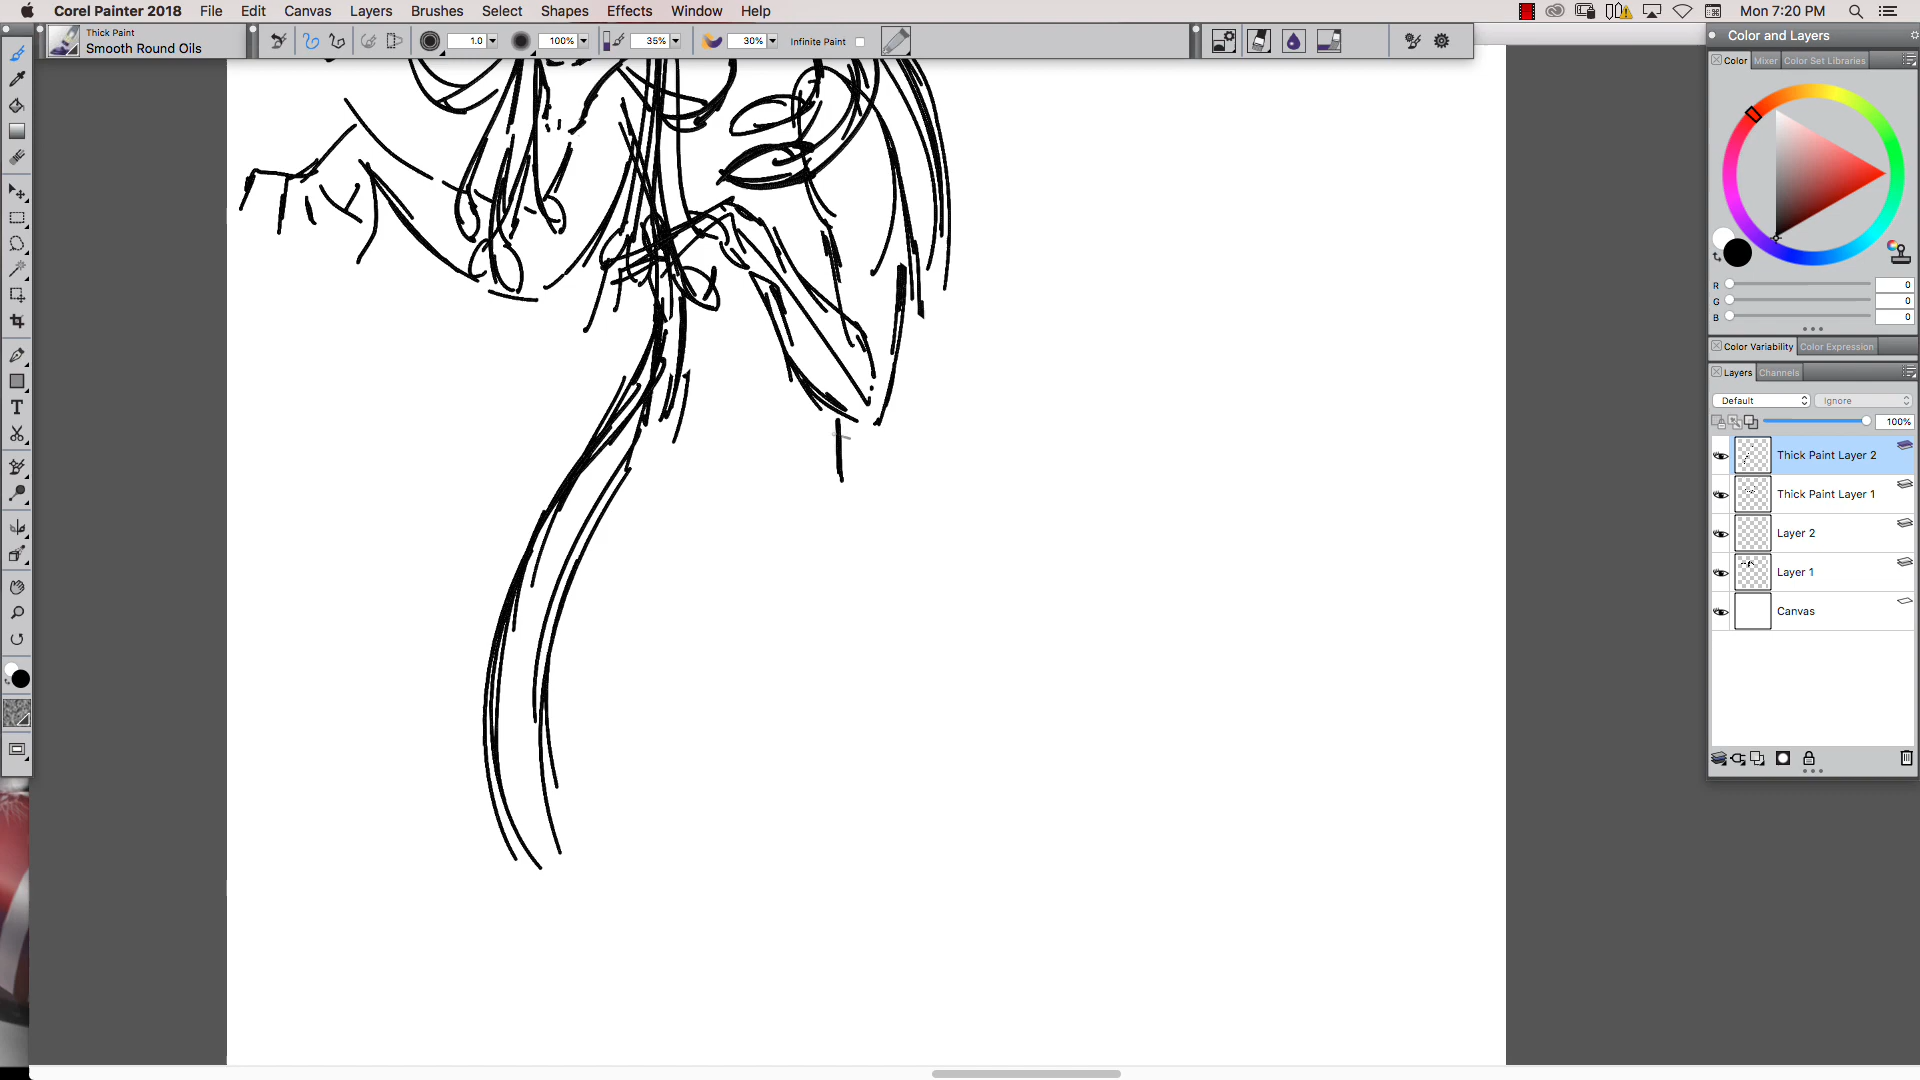 Corel Painter 2018 File Edit Canvas Layers Brushes Select Shapes Effects Window Help Mon 7:20 PM
Thick Paint
Smooth Round Oils
1.0 100% 35% 30% Infinite Paint
Color and Layers
Color Mixer Color Set Libraries
R 0
G 0
B 0
Color Variability Color Expression
Layers Channels
Default Ignore
100%
Thick Paint Layer 2
Thick Paint Layer 1
Layer 2
Layer 1
Canvas
T